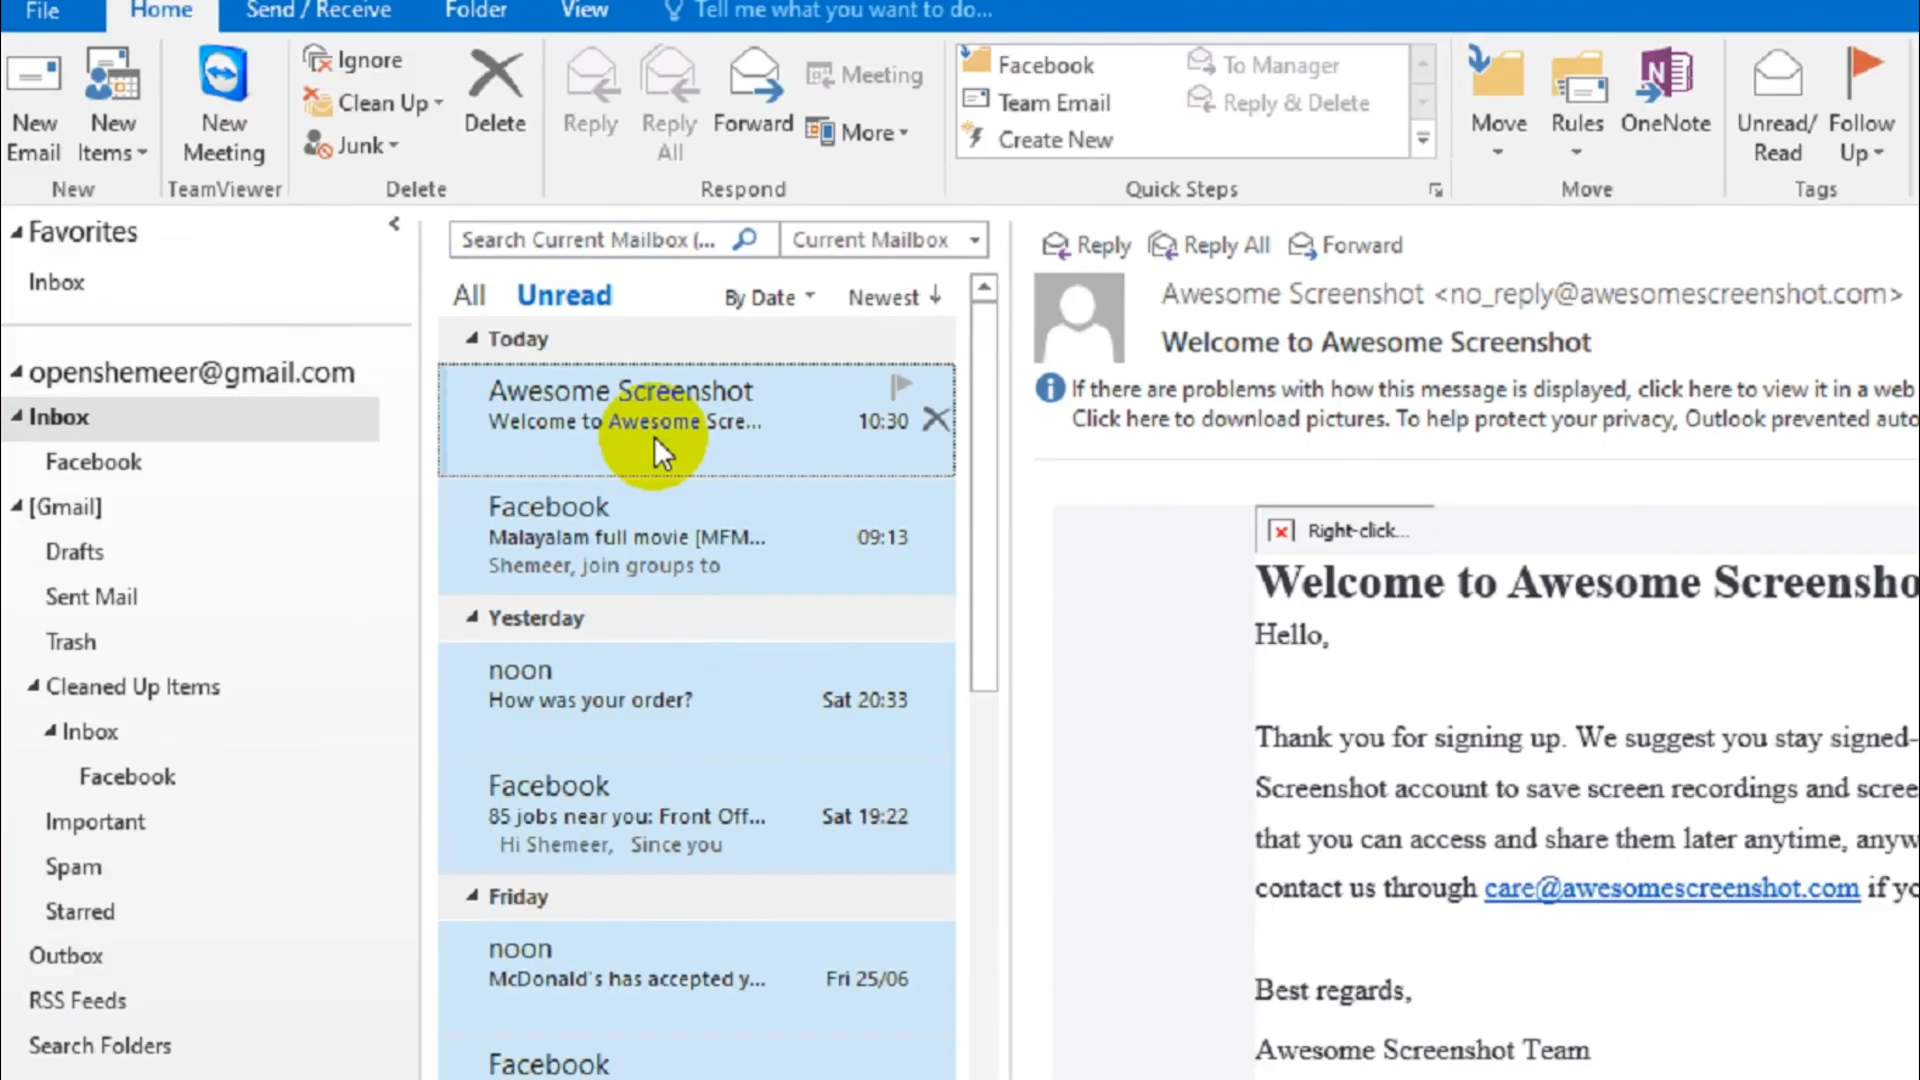 File Home Send / Receive Folder View Tell me what you want to do...
New Email
New Items
New
New Meeting
TeamViewer
Ignore
Clean Up
Junk
Delete
Delete
Reply
Reply All
Forward
Meeting
More
Respond
Facebook
Team Email
Create New
To Manager
Reply & Delete
Quick Steps
Move
Rules
OneNote
Move
Unread/ Read
Follow Up
Tags
Favorites
Inbox
openshemeer@gmail.com
Inbox
Facebook
[Gmail]
Drafts
Sent Mail
Trash
Cleaned Up Items
Inbox
Facebook
Important
Spam
Starred
Outbox
RSS Feeds
Search Folders
Search Current Mailbox (...
Current Mailbox
All Unread By Date Newest
Today
Awesome Screenshot
Welcome to Awesome Scre... 10:30
Facebook
Malayalam full movie [MFM... 09:13
Shemeer, join groups to
Yesterday
noon
How was your order? Sat 20:33
Facebook
85 jobs near you: Front Off... Sat 19:22
Hi Shemeer, Since you
Friday
noon
McDonald's has accepted y... Fri 25/06
Facebook
Reply Reply All Forward
Awesome Screenshot <no_reply@awesomescreenshot.com>
Welcome to Awesome Screenshot
If there are problems with how this message is displayed, click here to view it in a web
Click here to download pictures. To help protect your privacy, Outlook prevented auto
Right-click...
Welcome to Awesome Screensho
Hello,
Thank you for signing up. We suggest you stay signed-
Screenshot account to save screen recordings and scree
that you can access and share them later anytime, anyw
contact us through care@awesomescreenshot.com if yo
Best regards,
Awesome Screenshot Team